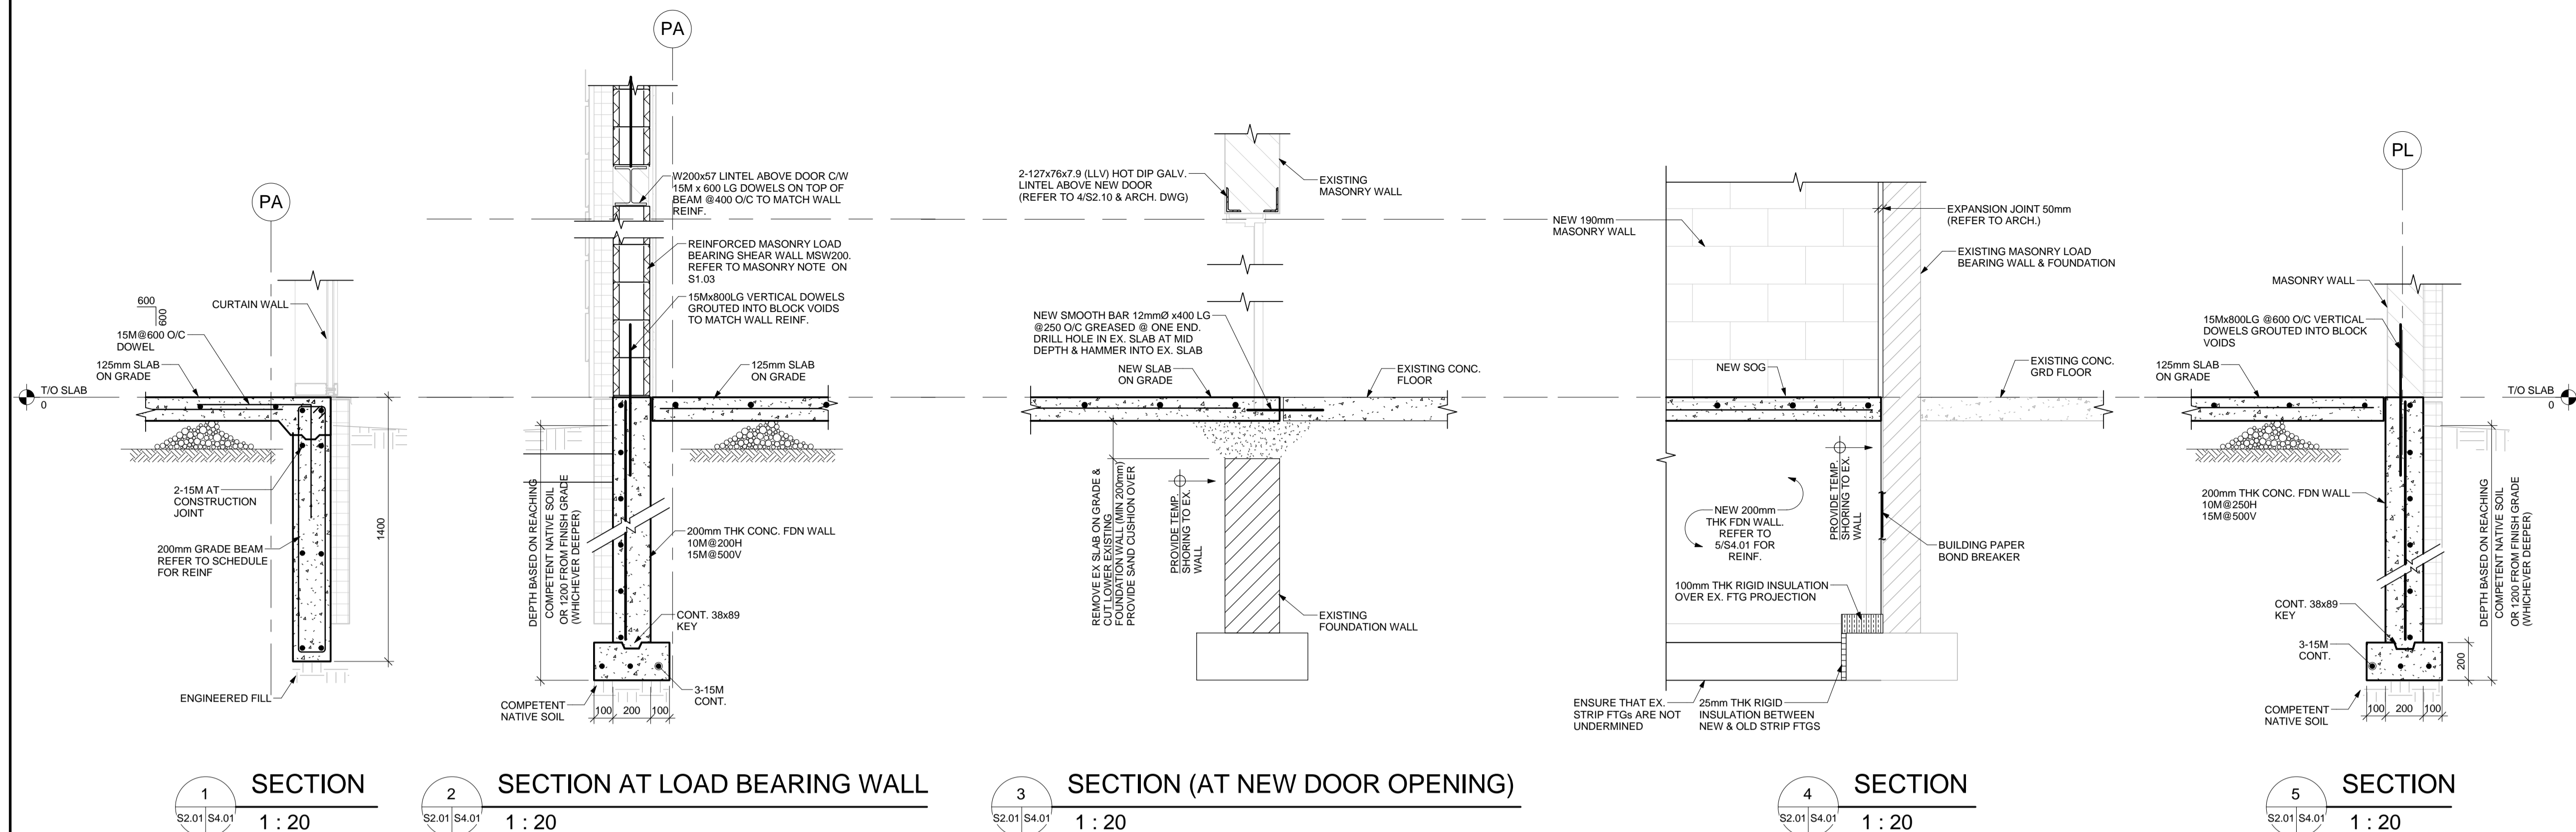 PA
600
600
CURTAIN WALL
15M@600 O/C
DOWEL
125mm SLAB
ON GRADE
T/O SLAB
0
2-15M AT
CONSTRUCTION
JOINT
1400
200mm GRADE BEAM
REFER TO SCHEDULE
FOR REINF
ENGINEERED FILL
1
S2.01
S4.01
SECTION
1 : 20
PA
W200x57 LINTEL ABOVE DOOR C/W
15M x 600 LG DOWELS ON TOP OF
BEAM @400 O/C TO MATCH WALL
REINF.
REINFORCED MASONRY LOAD
BEARING SHEAR WALL MSW200.
REFER TO MASONRY NOTE ON
S1.03
15Mx800LG VERTICAL DOWELS
GROUTED INTO BLOCK VOIDS
TO MATCH WALL REINF.
125mm SLAB
ON GRADE
DEPTH BASED ON REACHING
COMPETENT NATIVE SOIL
OR 1200 FROM FINISH GRADE
(WHICHEVER DEEPER)
200mm THK CONC. FDN WALL
10M@200H
15M@500V
CONT. 38x89
KEY
3-15M
CONT.
COMPETENT
NATIVE SOIL
100
200
100
2
S2.01
S4.01
SECTION AT LOAD BEARING WALL
1 : 20
2-127x76x7.9 (LLV) HOT DIP GALV.
LINTEL ABOVE NEW DOOR
(REFER TO 4/S2.10 & ARCH. DWG)
EXISTING
MASONRY WALL
NEW SMOOTH BAR 12mmØ x400 LG
@250 O/C GREASED @ ONE END.
DRILL HOLE IN EX. SLAB AT MID
DEPTH & HAMMER INTO EX. SLAB
NEW SLAB
ON GRADE
EXISTING CONC.
FLOOR
REMOVE EX SLAB ON GRADE &
CUT LOWER EXISTING
FOUNDATION WALL (MIN 200mm)
PROVIDE SAND CUSHION OVER
PROVIDE TEMP.
SHORING TO EX.
WALL
EXISTING
FOUNDATION WALL
3
S2.01
S4.01
SECTION (AT NEW DOOR OPENING)
1 : 20
NEW 190mm
MASONRY WALL
EXPANSION JOINT 50mm
(REFER TO ARCH.)
EXISTING MASONRY LOAD
BEARING WALL & FOUNDATION
NEW SOG
EXISTING CONC.
GRD FLOOR
PROVIDE TEMP.
SHORING TO EX.
WALL
NEW 200mm
THK FDN WALL.
REFER TO
5/S4.01 FOR
REINF.
BUILDING PAPER
BOND BREAKER
100mm THK RIGID INSULATION
OVER EX. FTG PROJECTION
ENSURE THAT EX.
STRIP FTGs ARE NOT
UNDERMINED
25mm THK RIGID
INSULATION BETWEEN
NEW & OLD STRIP FTGS
4
S2.01
S4.01
SECTION
1 : 20
PL
MASONRY WALL
15Mx800LG @600 O/C VERTICAL
DOWELS GROUTED INTO BLOCK
VOIDS
125mm SLAB
ON GRADE
T/O SLAB
0
200mm THK CONC. FDN WALL
10M@250H
15M@500V
DEPTH BASED ON REACHING
COMPETENT NATIVE SOIL
OR 1200 FROM FINISH GRADE
(WHICHEVER DEEPER)
CONT. 38x89
KEY
3-15M
CONT.
200
COMPETENT
NATIVE SOIL
100
200
100
5
S2.01
S4.01
SECTION
1 : 20